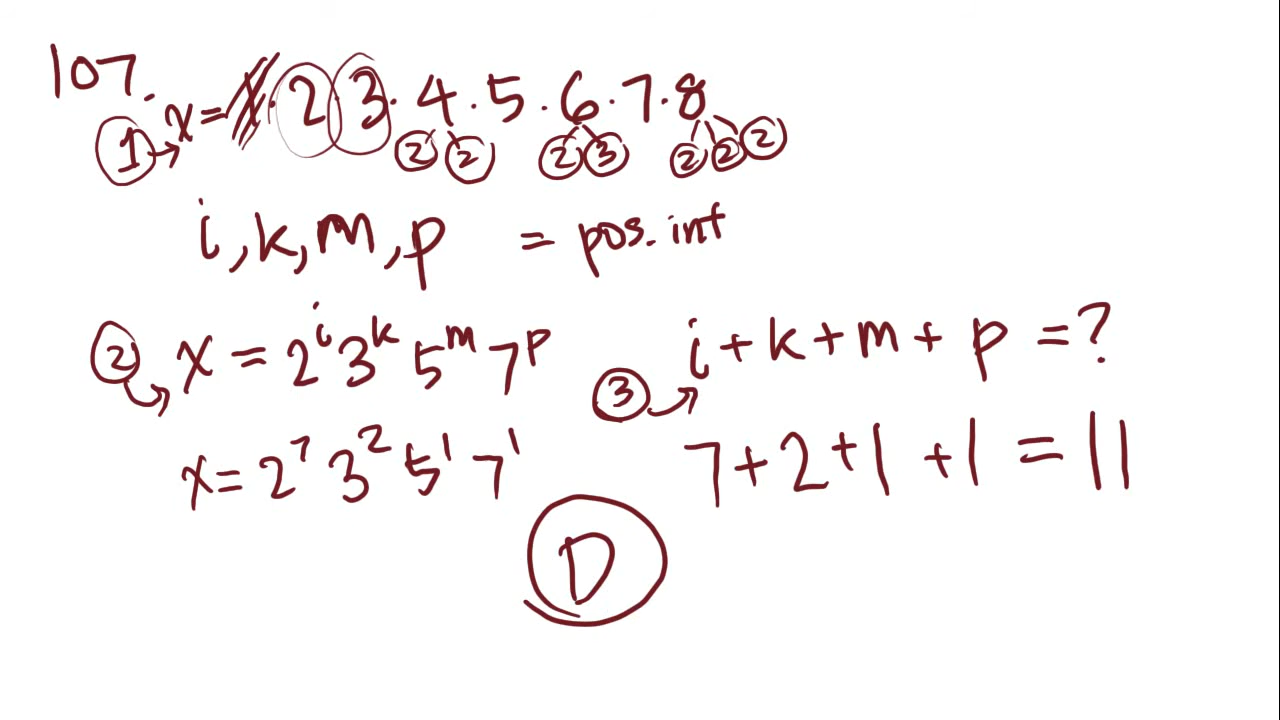 107.
① → x = 1 · 2 · 3 · 4 · 5 · 6 · 7 · 8
2 2 2 3 2 2 2
i, k, m, p = pos. int
② x = 2^i 3^k 5^m 7^p
③ i + k + m + p = ?
x = 2^7 3^2 5^1 7^1
7 + 2 + 1 + 1 = 11
D